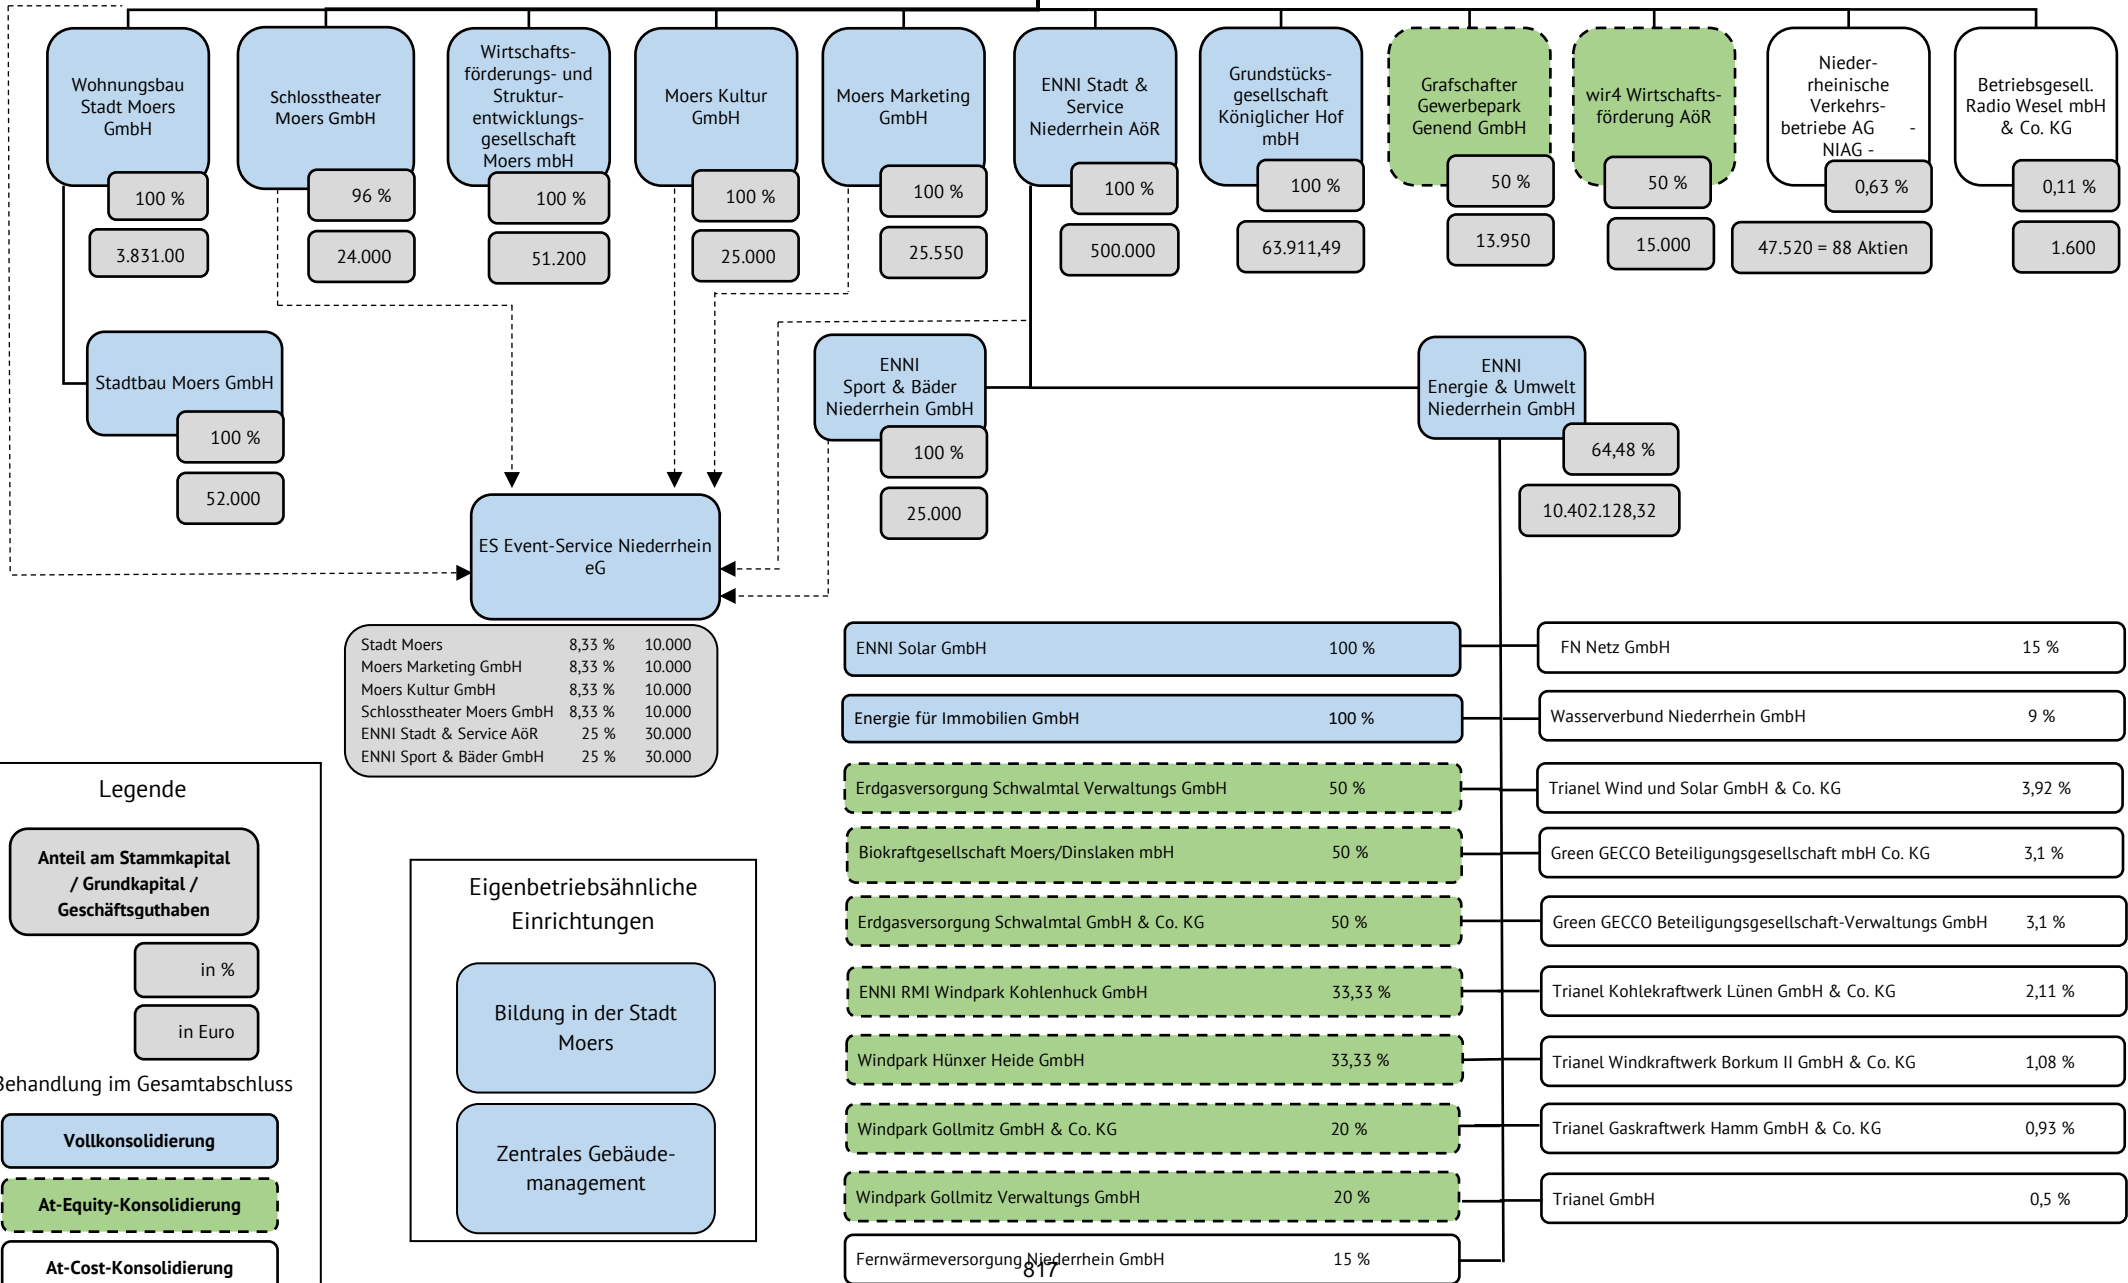 Wohnungsbau
Stadt Moers
GmbH
100 %
3.831.00
Schlosstheater
Moers GmbH
96 %
24.000
Wirtschafts-
förderungs- und
Struktur-
entwicklungs-
gesellschaft
Moers mbH
100 %
51.200
Moers Kultur
GmbH
100 %
25.000
Moers Marketing
GmbH
100 %
25.550
ENNI Stadt &
Service
Niederrhein AöR
100 %
500.000
Grundstücks-
gesellschaft
Königlicher Hof
mbH
100 %
63.911,49
Grafschafter
Gewerbepark
Genend GmbH
50 %
13.950
wir4 Wirtschafts-
förderung AöR
50 %
15.000
Nieder-
rheinische
Verkehrs-
betriebe AG -
NIAG -
0,63 %
47.520 = 88 Aktien
Betriebsgesell.
Radio Wesel mbH
& Co. KG
0,11 %
1.600
Stadtbau Moers GmbH
100 %
52.000
ENNI
Sport & Bäder
Niederrhein GmbH
100 %
25.000
ENNI
Energie & Umwelt
Niederrhein GmbH
64,48 %
10.402.128,32
ES Event-Service Niederrhein
eG
Stadt Moers 8,33 % 10.000
Moers Marketing GmbH 8,33 % 10.000
Moers Kultur GmbH 8,33 % 10.000
Schlosstheater Moers GmbH 8,33 % 10.000
ENNI Stadt & Service AöR 25 % 30.000
ENNI Sport & Bäder GmbH 25 % 30.000
Legende
Anteil am Stammkapital
/ Grundkapital /
Geschäftsguthaben
in %
in Euro
Behandlung im Gesamtabschluss
Vollkonsolidierung
At-Equity-Konsolidierung
At-Cost-Konsolidierung
Eigenbetriebsähnliche
Einrichtungen
Bildung in der Stadt
Moers
Zentrales Gebäude-
management
ENNI Solar GmbH 100 %
Energie für Immobilien GmbH 100 %
Erdgasversorgung Schwalmtal Verwaltungs GmbH 50 %
Biokraftgesellschaft Moers/Dinslaken mbH 50 %
Erdgasversorgung Schwalmtal GmbH & Co. KG 50 %
ENNI RMI Windpark Kohlenhuck GmbH 33,33 %
Windpark Hünxer Heide GmbH 33,33 %
Windpark Gollmitz GmbH & Co. KG 20 %
Windpark Gollmitz Verwaltungs GmbH 20 %
Fernwärmeversorgung Niederrhein GmbH 15 %
FN Netz GmbH 15 %
Wasserverbund Niederrhein GmbH 9 %
Trianel Wind und Solar GmbH & Co. KG 3,92 %
Green GECCO Beteiligungsgesellschaft mbH Co. KG 3,1 %
Green GECCO Beteiligungsgesellschaft-Verwaltungs GmbH 3,1 %
Trianel Kohlekraftwerk Lünen GmbH & Co. KG 2,11 %
Trianel Windkraftwerk Borkum II GmbH & Co. KG 1,08 %
Trianel Gaskraftwerk Hamm GmbH & Co. KG 0,93 %
Trianel GmbH 0,5 %
817